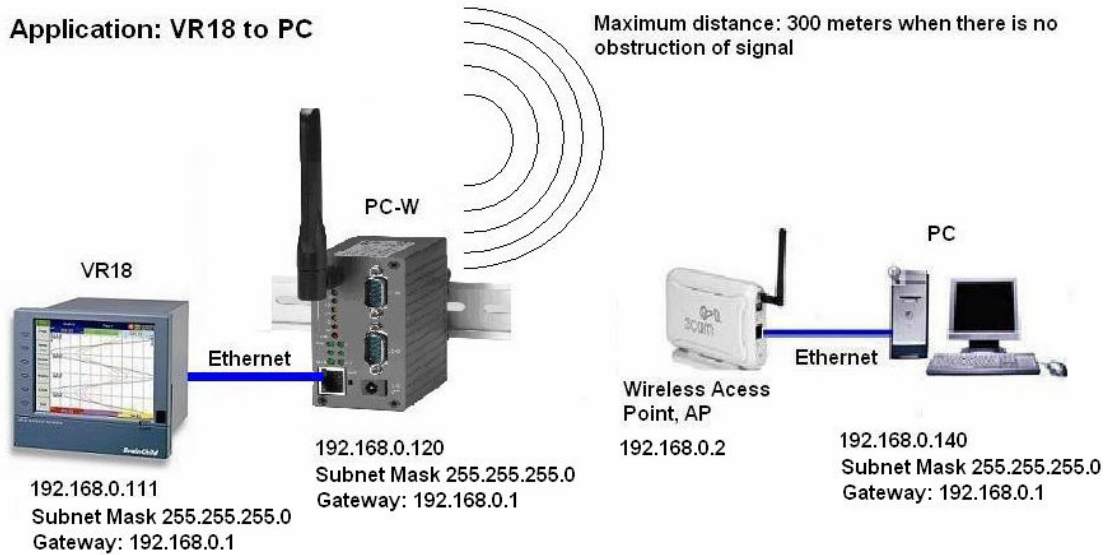 Application: VR18 to PC
Maximum distance: 300 meters when there is no
obstruction of signal
PC-W
VR18
PC
Ethernet
Ethernet
BrainChild
3com
Wireless Acess
Point, AP
192.168.0.2
192.168.0.111
Subnet Mask 255.255.255.0
Gateway: 192.168.0.1
192.168.0.120
Subnet Mask 255.255.255.0
Gateway: 192.168.0.1
192.168.0.140
Subnet Mask 255.255.255.0
Gateway: 192.168.0.1